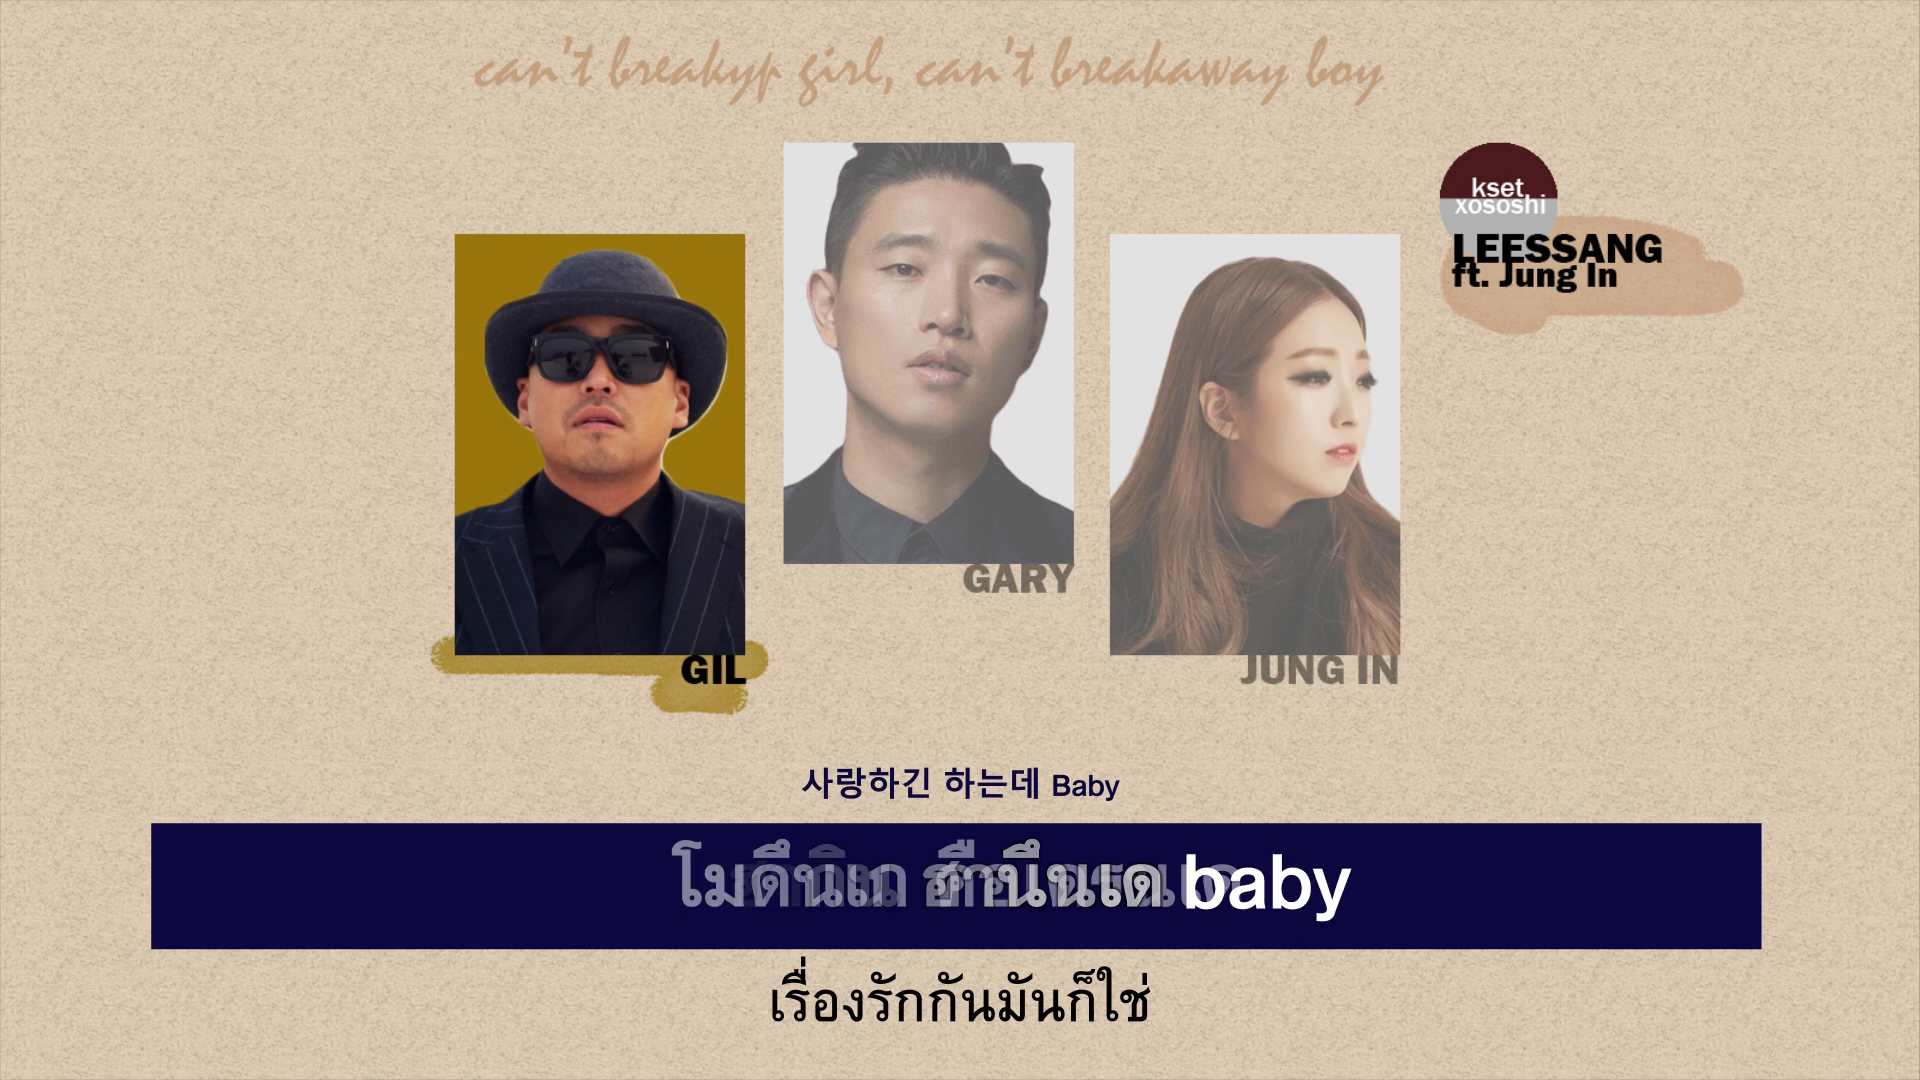 can't breakyp girl, can't breakaway boy
kset.
xososhi
LEESSANG
ft. Jung In
GARY
GIL
JUNG IN
사랑하긴 하는데 Baby
baby
เรื่องรักกันมันก็ใช่